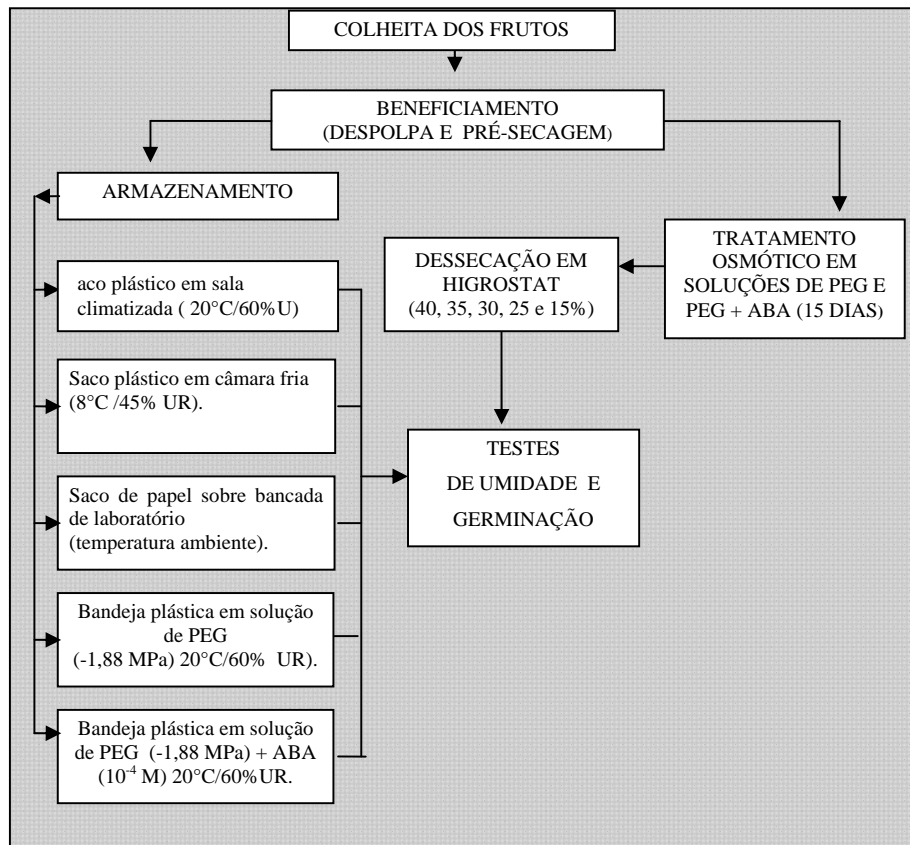 COLHEITA DOS FRUTOS
BENEFICIAMENTO
(DESPOLPA E PRÉ-SECAGEM)
ARMAZENAMENTO
aco plástico em sala
climatizada ( 20°C/60%U)
Saco plástico em câmara fria
(8°C /45% UR).
Saco de papel sobre bancada
de laboratório
(temperatura ambiente).
Bandeja plástica em solução
de PEG
(-1,88 MPa) 20°C/60% UR).
Bandeja plástica em solução
de PEG (-1,88 MPa) + ABA
(10⁻⁴ M) 20°C/60%UR.
DESSECAÇÃO EM
HIGROSTAT
(40, 35, 30, 25 e 15%)
TRATAMENTO
OSMÓTICO EM
SOLUÇÕES DE PEG E
PEG + ABA (15 DIAS)
TESTES
DE UMIDADE E
GERMINAÇÃO